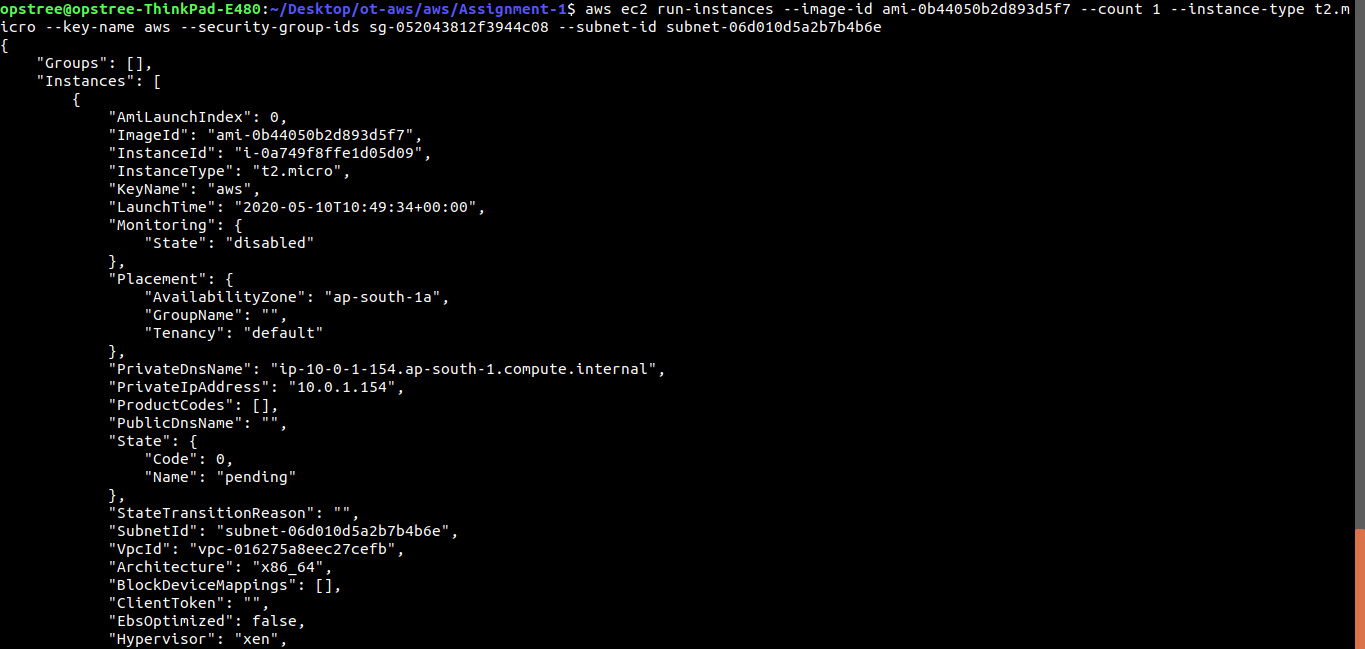 opstree@opstree-ThinkPad-E480:~/Desktop/ot-aws/aws/Assignment-1$ aws ec2 run-instances --image-id ami-0b44050b2d893d5f7 --count 1 --instance-type t2.m
icro --key-name aws --security-group-ids sg-052043812f3944c08 --subnet-id subnet-06d010d5a2b7b4b6e
{
    "Groups": [],
    "Instances": [
        {
            "AmiLaunchIndex": 0,
            "ImageId": "ami-0b44050b2d893d5f7",
            "InstanceId": "i-0a749f8ffe1d05d09",
            "InstanceType": "t2.micro",
            "KeyName": "aws",
            "LaunchTime": "2020-05-10T10:49:34+00:00",
            "Monitoring": {
                "State": "disabled"
            },
            "Placement": {
                "AvailabilityZone": "ap-south-1a",
                "GroupName": "",
                "Tenancy": "default"
            },
            "PrivateDnsName": "ip-10-0-1-154.ap-south-1.compute.internal",
            "PrivateIpAddress": "10.0.1.154",
            "ProductCodes": [],
            "PublicDnsName": "",
            "State": {
                "Code": 0,
                "Name": "pending"
            },
            "StateTransitionReason": "",
            "SubnetId": "subnet-06d010d5a2b7b4b6e",
            "VpcId": "vpc-016275a8eec27cefb",
            "Architecture": "x86_64",
            "BlockDeviceMappings": [],
            "ClientToken": "",
            "EbsOptimized": false,
            "Hypervisor": "xen",